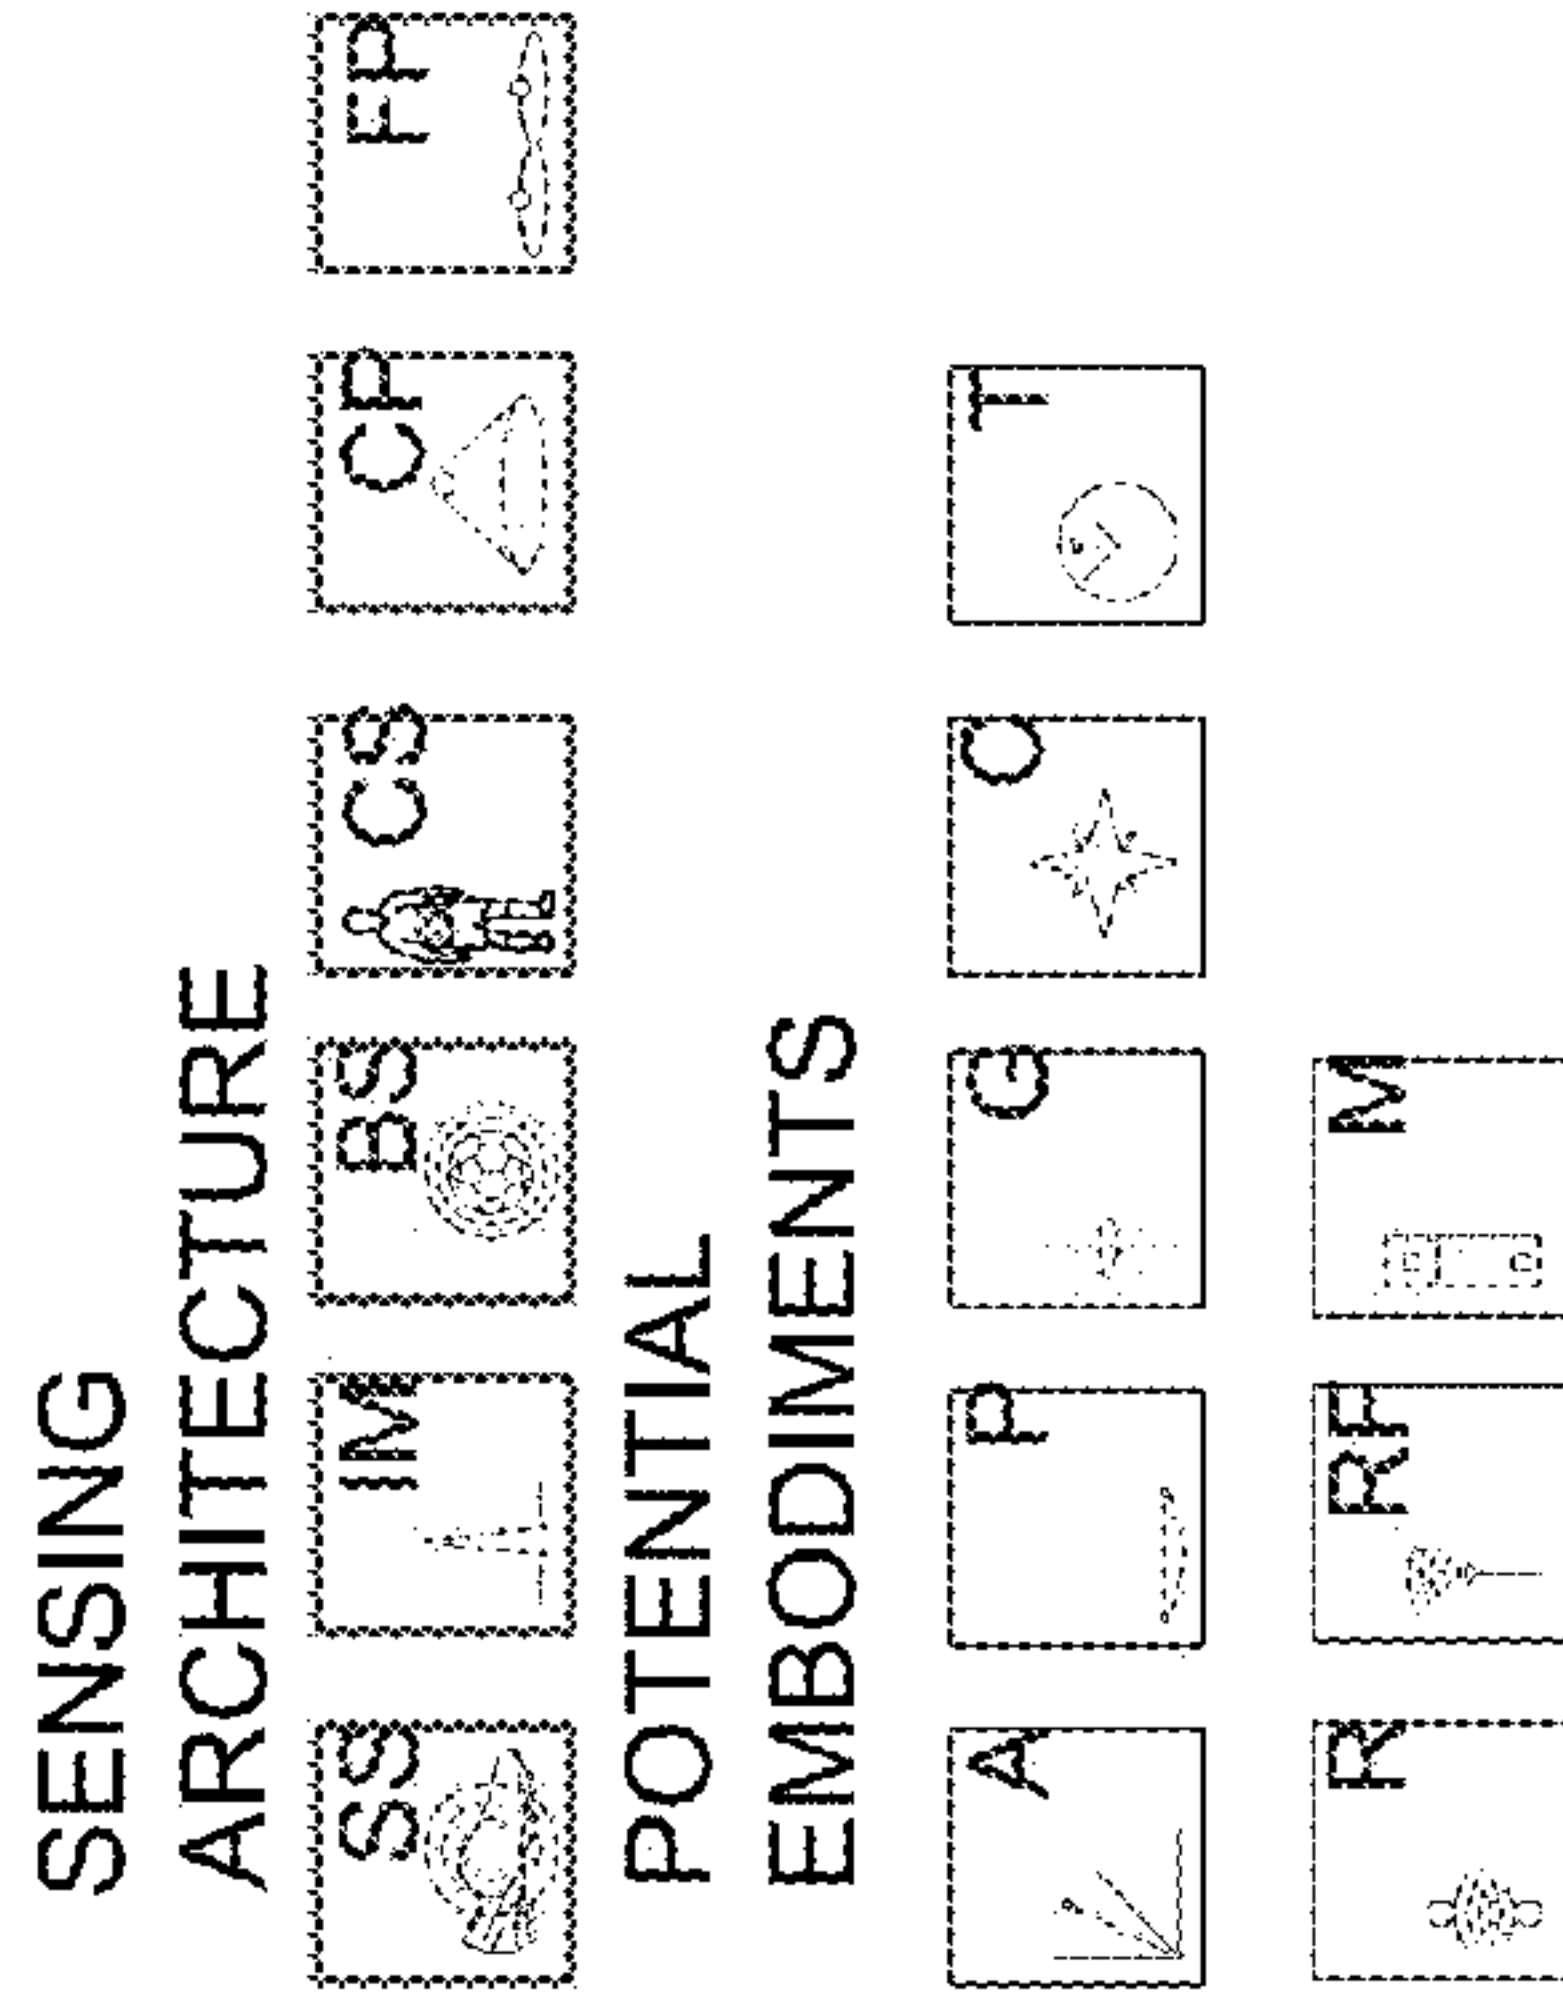 SENSING
ARCHITECTURE
SS IM BS CS CP FP
POTENTIAL
EMBODIMENTS
A P G C T
R RF M